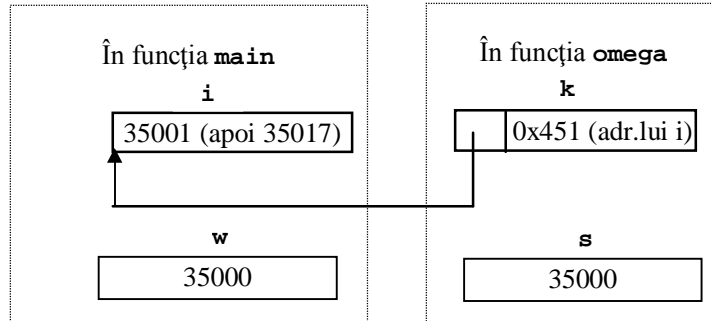 În funcţia main
i
35001 (apoi 35017)
w
35000
În funcţia omega
k
0x451 (adr.lui i)
s
35000